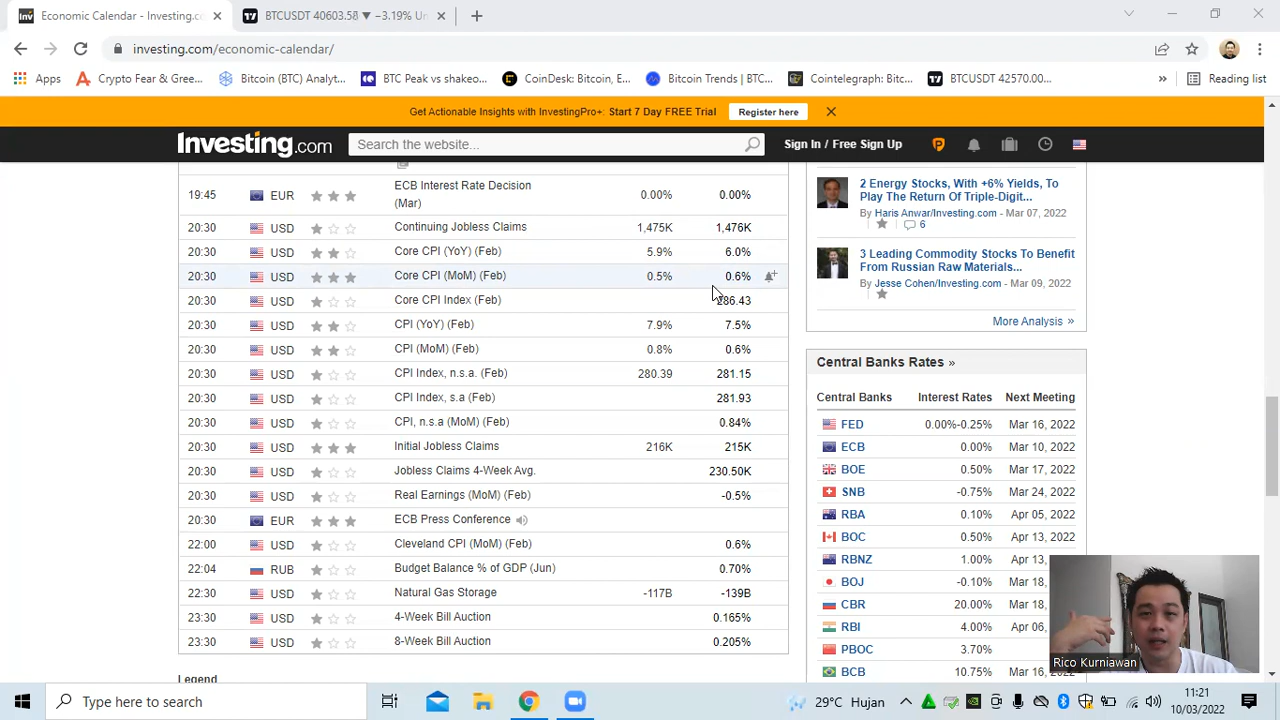 Economic Calendar - Investing.co
BTCUSDT 40603.58 ▼ −3.19% Un
investing.com/economic-calendar/
Apps
Crypto Fear & Gree...
Bitcoin (BTC) Analyt...
BTC Peak vs shakeo...
CoinDesk: Bitcoin, E...
Bitcoin Trends | BTC...
Cointelegraph: Bitc...
BTCUSDT 42570.00...
Reading list
Get Actionable Insights with InvestingPro+: Start 7 Day FREE Trial
Register here
Investing.com
Search the website...
Sign In / Free Sign Up
19:45 EUR ECB Interest Rate Decision (Mar) 0.00% 0.00%
20:30 USD Continuing Jobless Claims 1,475K 1,476K
20:30 USD Core CPI (YoY) (Feb) 5.9% 6.0%
20:30 USD Core CPI (MoM) (Feb) 0.5% 0.6%
20:30 USD Core CPI Index (Feb) 86.43
20:30 USD CPI (YoY) (Feb) 7.9% 7.5%
20:30 USD CPI (MoM) (Feb) 0.8% 0.6%
20:30 USD CPI Index, n.s.a. (Feb) 280.39 281.15
20:30 USD CPI Index, s.a (Feb) 281.93
20:30 USD CPI, n.s.a (MoM) (Feb) 0.84%
20:30 USD Initial Jobless Claims 216K 215K
20:30 USD Jobless Claims 4-Week Avg. 230.50K
20:30 USD Real Earnings (MoM) (Feb) -0.5%
20:30 EUR ECB Press Conference
22:00 USD Cleveland CPI (MoM) (Feb) 0.6%
22:04 RUB Budget Balance % of GDP (Jun) 0.70%
22:30 USD Natural Gas Storage -117B -139B
23:30 USD 4-Week Bill Auction 0.165%
23:30 USD 8-Week Bill Auction 0.205%
Legend
2 Energy Stocks, With +6% Yields, To
Play The Return Of Triple-Digit...
By Haris Anwar/Investing.com - Mar 07, 2022
6
3 Leading Commodity Stocks To Benefit
From Russian Raw Materials...
By Jesse Cohen/Investing.com - Mar 09, 2022
More Analysis »
Central Banks Rates »
Central Banks Interest Rates Next Meeting
FED 0.00%-0.25% Mar 16, 2022
ECB 0.00% Mar 10, 2022
BOE 0.50% Mar 17, 2022
SNB -0.75% Mar 24, 2022
RBA 0.10% Apr 05, 2022
BOC 0.50% Apr 13, 2022
RBNZ 1.00% Apr 13,
BOJ -0.10% Mar 18,
CBR 20.00% Mar 18,
RBI 4.00% Apr 06,
PBOC 3.70%
BCB 10.75% Mar 16, 2022
Rico Kurniawan
Type here to search
29°C Hujan
11:21
10/03/2022